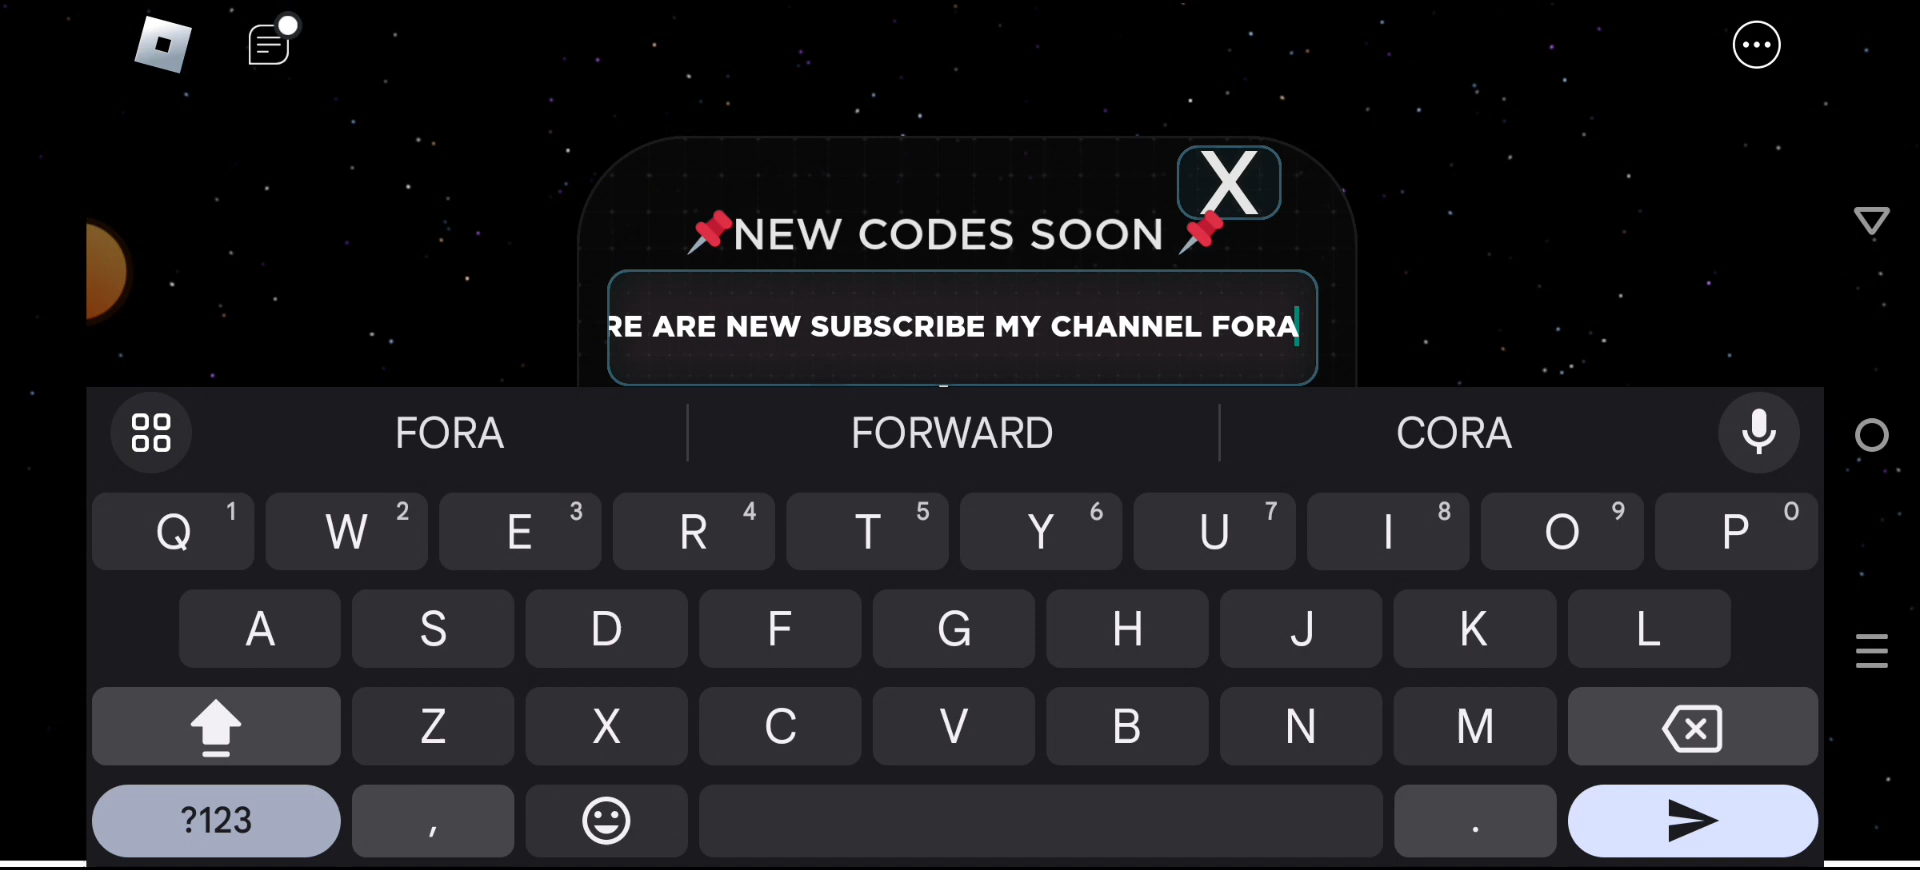 X
📌NEW CODES SOON 📌
RE ARE NEW SUBSCRIBE MY CHANNEL FORA
FORA FORWARD CORA
Q 1 W 2 E 3 R 4 T 5 Y 6 U 7 I 8 O 9 P 0
A S D F G H J K L
Z X C V B N M
?123 , .